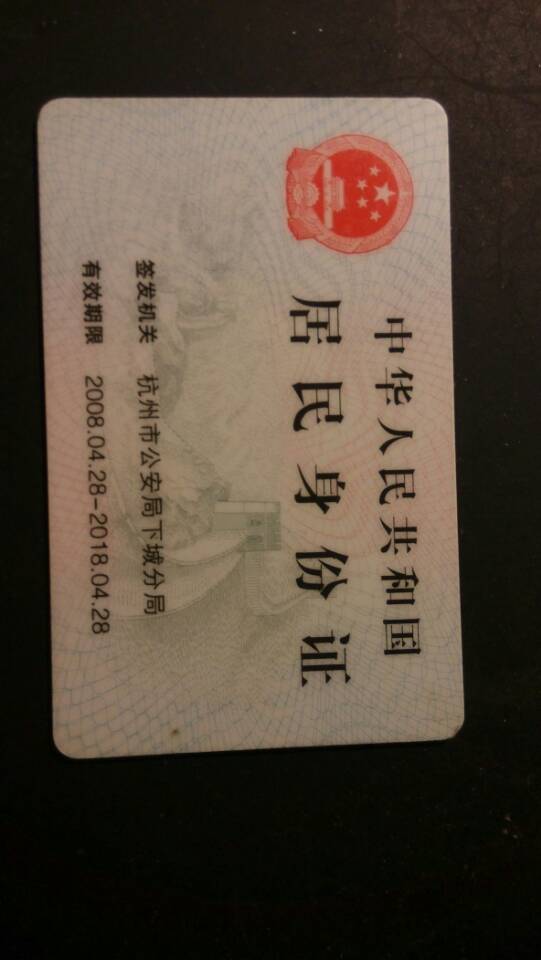 中华人民共和国
居民身份证
签发机关 杭州市公安局下城分局
有效期限 2008.04.28-2018.04.28